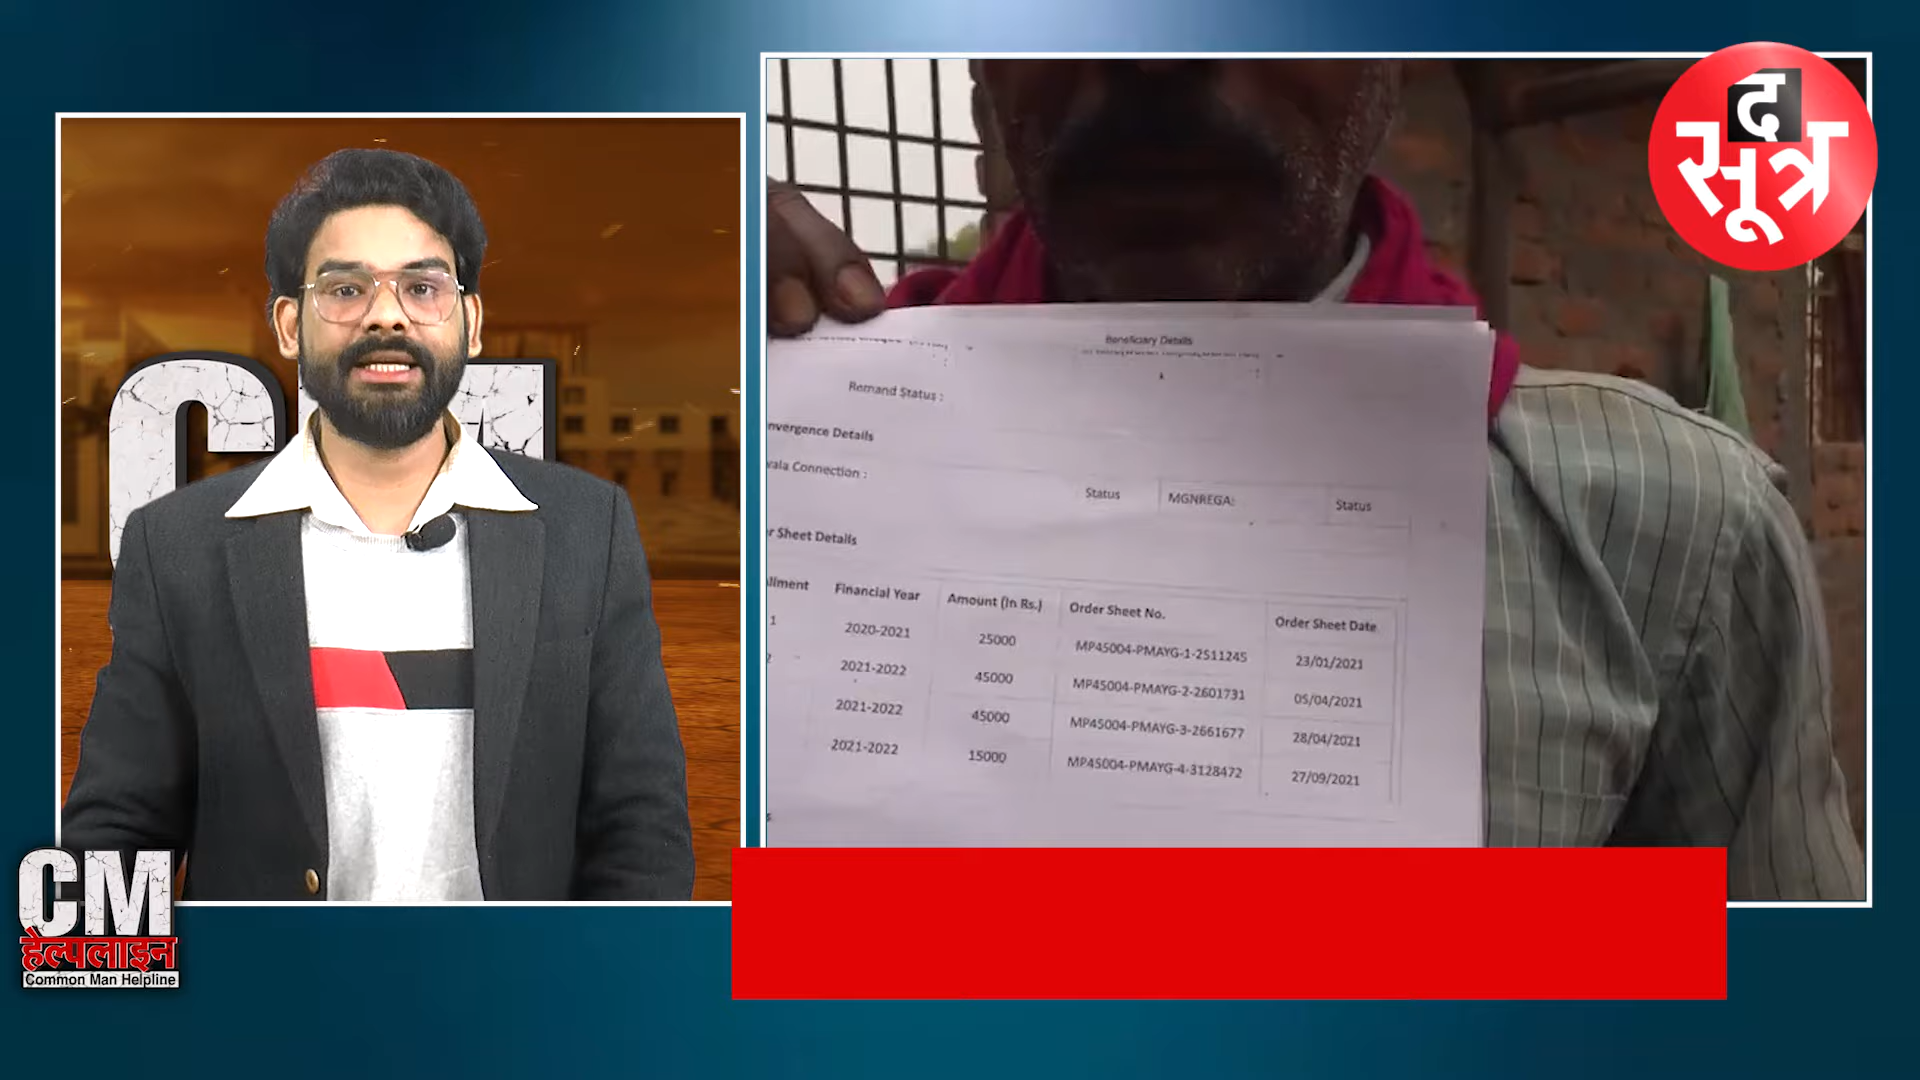 द
सूत्र
Beneficiary Details
Remand Status :
nvergence Details
vala Connection :
Status MGNREGA: Status
r Sheet Details
allment Financial Year Amount (In Rs.) Order Sheet No. Order Sheet Date
1 2020-2021 25000 MP45004-PMAYG-1-2511245 23/01/2021
2 2021-2022 45000 MP45004-PMAYG-2-2601731 05/04/2021
2021-2022 45000 MP45004-PMAYG-3-2661677 28/04/2021
2021-2022 15000 MP45004-PMAYG-4-3128472 27/09/2021
CM
हेल्पलाइन
Common Man Helpline